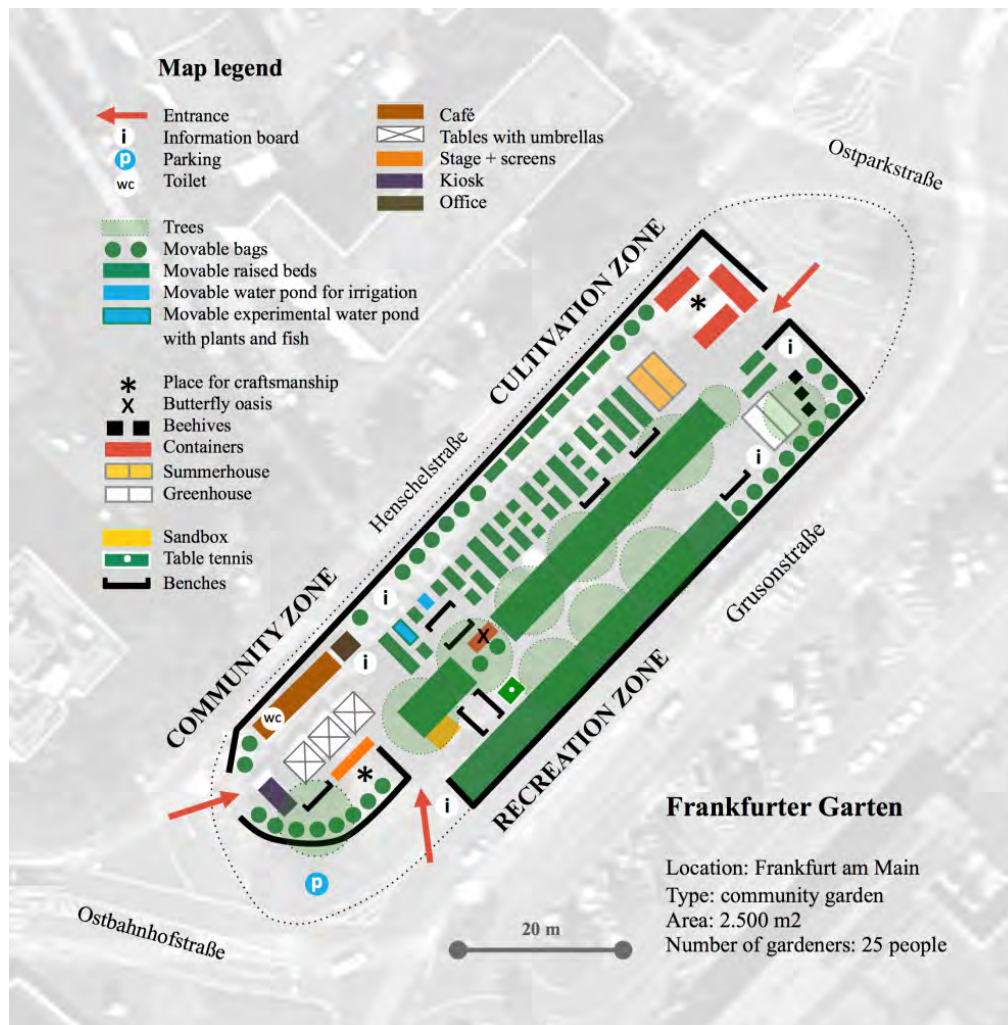 Map legend
Entrance
i
Information board
P
Parking
WC
Toilet
Trees
Movable bags
Movable raised beds
Movable water pond for irrigation
Movable experimental water pond
with plants and fish
*
Place for craftsmanship
X
Butterfly oasis
Beehives
Containers
Summerhouse
Greenhouse
Sandbox
Table tennis
Benches
Café
Tables with umbrellas
Stage + screens
Kiosk
Office
Ostparkstraße
CULTIVATION ZONE
*
i
i
Henschelstraße
Grusonstraße
COMMUNITY ZONE
i
i
X
WC
*
i
RECREATION ZONE
P
Ostbahnhofstraße
20 m
Frankfurter Garten
Location: Frankfurt am Main
Type: community garden
Area: 2.500 m2
Number of gardeners: 25 people